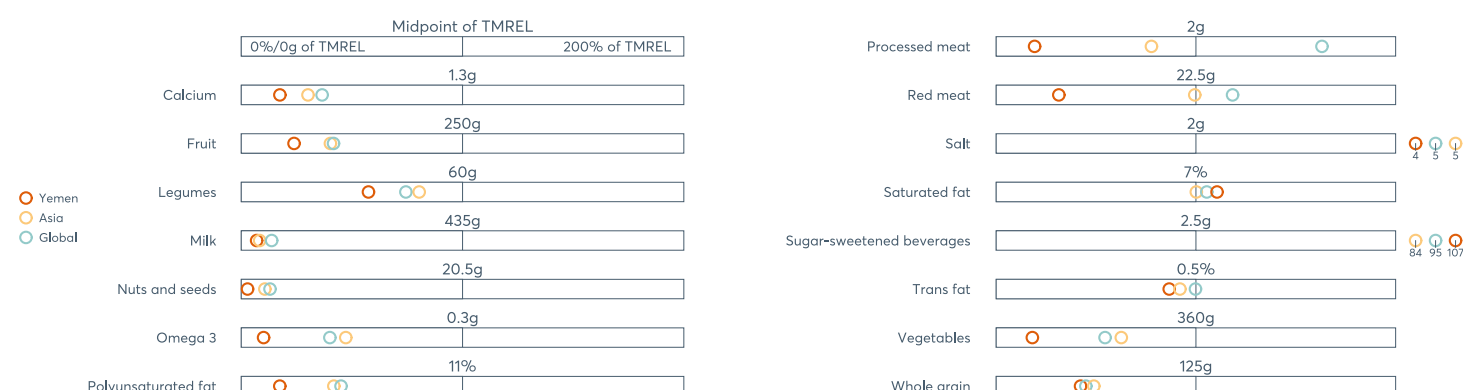 Midpoint of TMREL
0%/0g of TMREL 200% of TMREL
1.3g
Calcium
250g
Fruit
60g
Legumes
435g
Milk
20.5g
Nuts and seeds
0.3g
Omega 3
11%
Polyunsaturated fat
Yemen
Asia
Global
2g
Processed meat
22.5g
Red meat
2g
Salt
4 5 5
7%
Saturated fat
2.5g
Sugar-sweetened beverages
84 95 107
0.5%
Trans fat
360g
Vegetables
125g
Whole grain